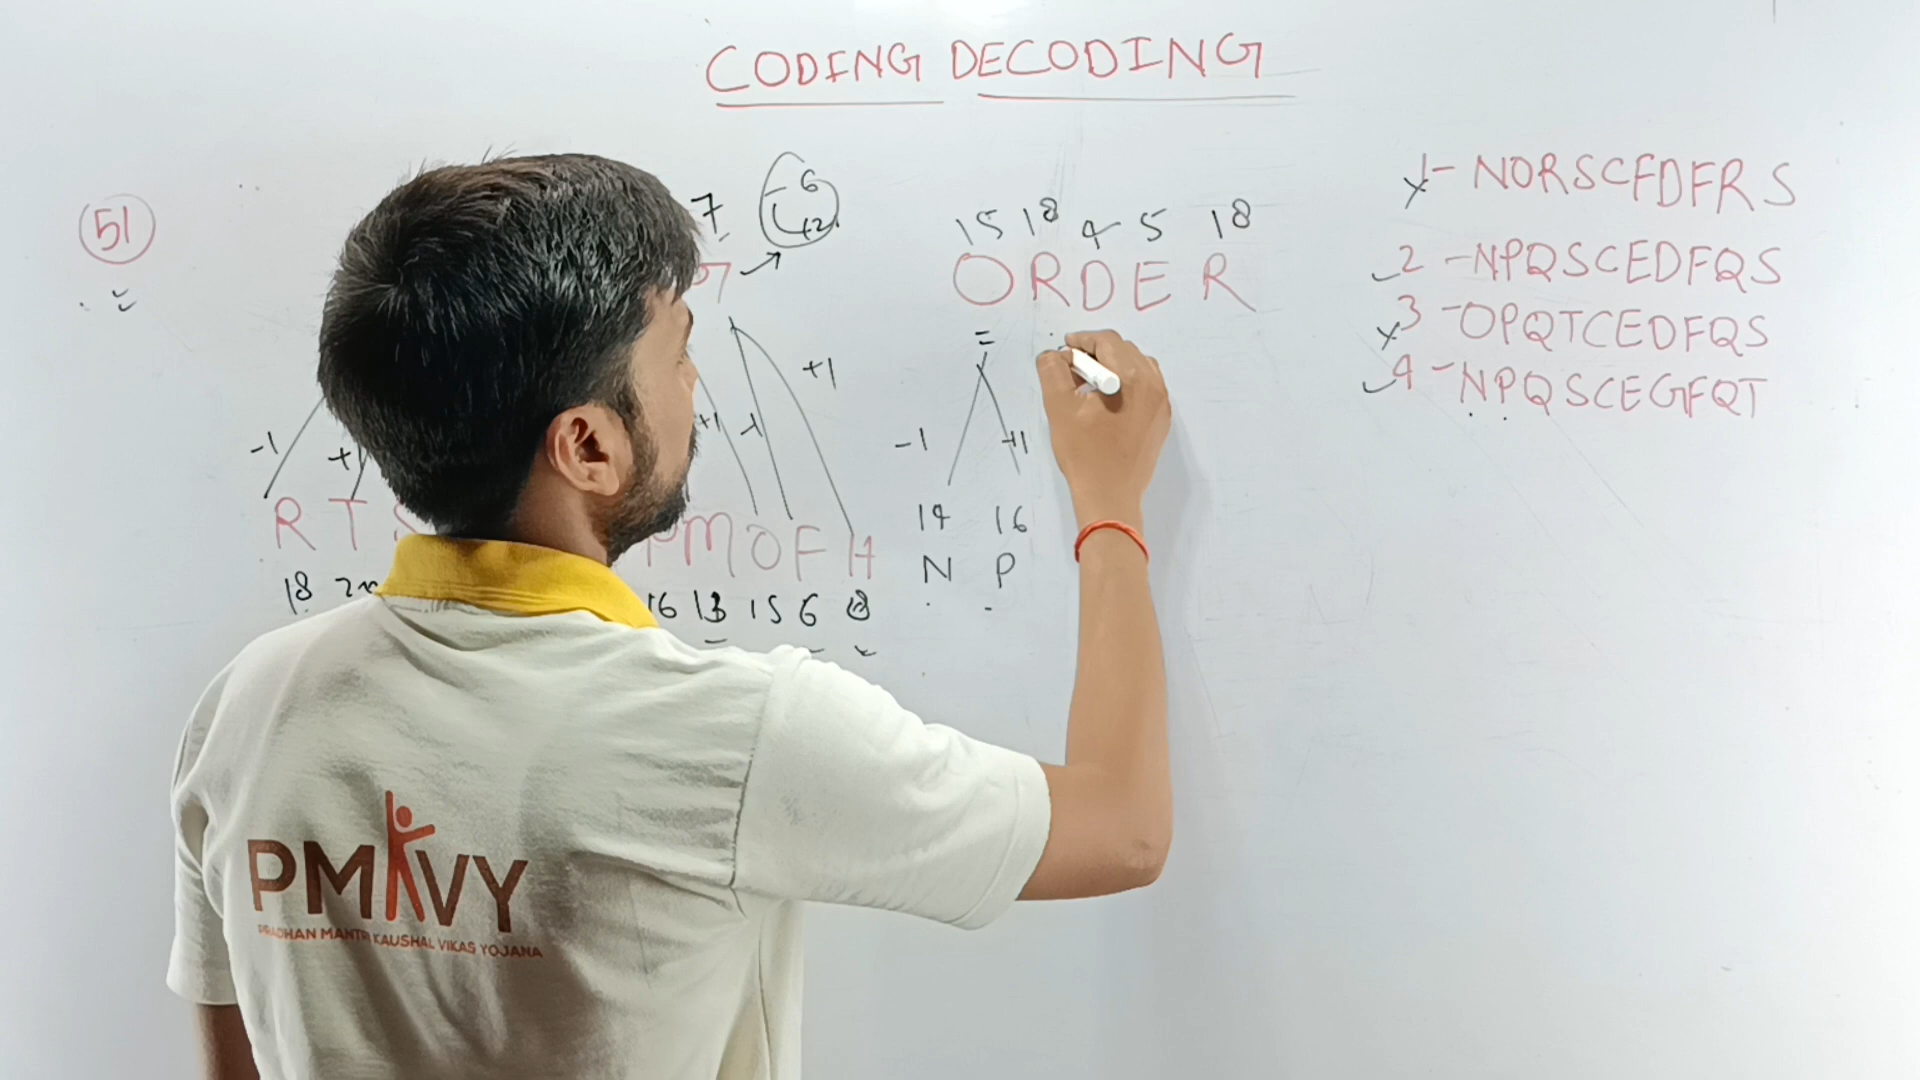 CODING DECODING
51
7
-6
+2
15 18 4 5 18
ORDER
=
-1 +1
-1 +1
+1 -1 +1
14 16
N P
R T
PMOFH
18
16 13 15 6 8
1- NORSCFDFRS
2 - NPQSCEDFQS
3 - OPQTCEDFQS
4 - NPQSCEGFQT
PMKVY
PRADHAN MANTRI KAUSHAL VIKAS YOJANA